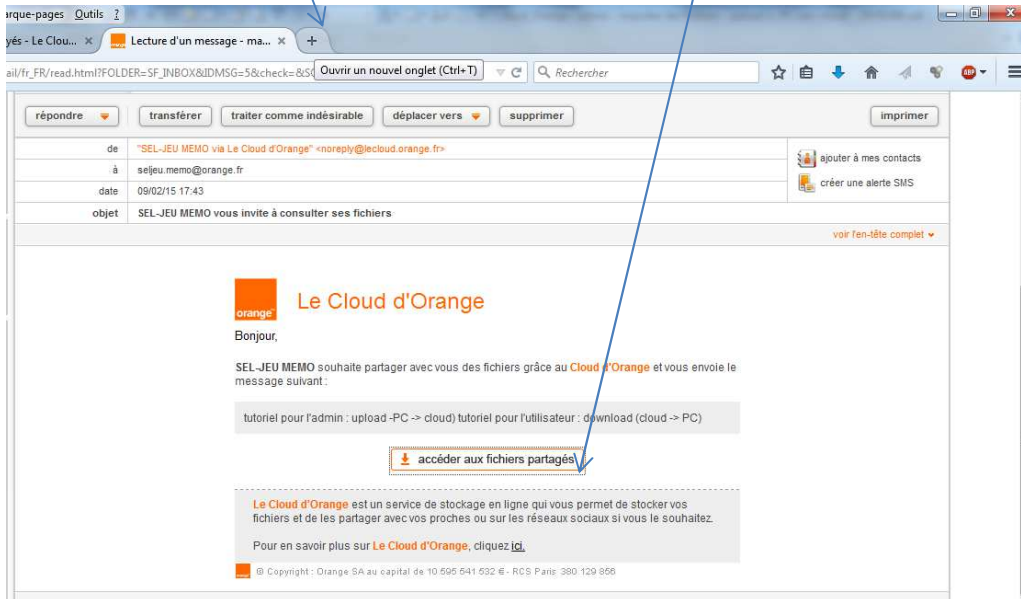 arque-pages Outils ?
yés - Le Clou... × Lecture d'un message - ma... × +
ail/fr_FR/read.html?FOLDER=SF_INBOX&IDMSG=5&check=&SC Ouvrir un nouvel onglet (Ctrl+T) Rechercher ABP
répondre transférer traiter comme indésirable déplacer vers supprimer imprimer
de "SEL-JEU MEMO via Le Cloud d'Orange" <noreply@lecloud.orange.fr>
ajouter à mes contacts
à seljeu.memo@orange.fr
créer une alerte SMS
date 09/02/15 17:43
objet SEL-JEU MEMO vous invite à consulter ses fichiers
voir l'en-tête complet
orange™ Le Cloud d'Orange
Bonjour,
SEL-JEU MEMO souhaite partager avec vous des fichiers grâce au Cloud d'Orange et vous envoie le
message suivant :
tutoriel pour l'admin : upload -PC -> cloud) tutoriel pour l'utilisateur : download (cloud -> PC)
accéder aux fichiers partagés
Le Cloud d'Orange est un service de stockage en ligne qui vous permet de stocker vos
fichiers et de les partager avec vos proches ou sur les réseaux sociaux si vous le souhaitez.
Pour en savoir plus sur Le Cloud d'Orange, cliquez ici.
© Copyright : Orange SA au capital de 10 595 541 532 € - RCS Paris 380 129 866